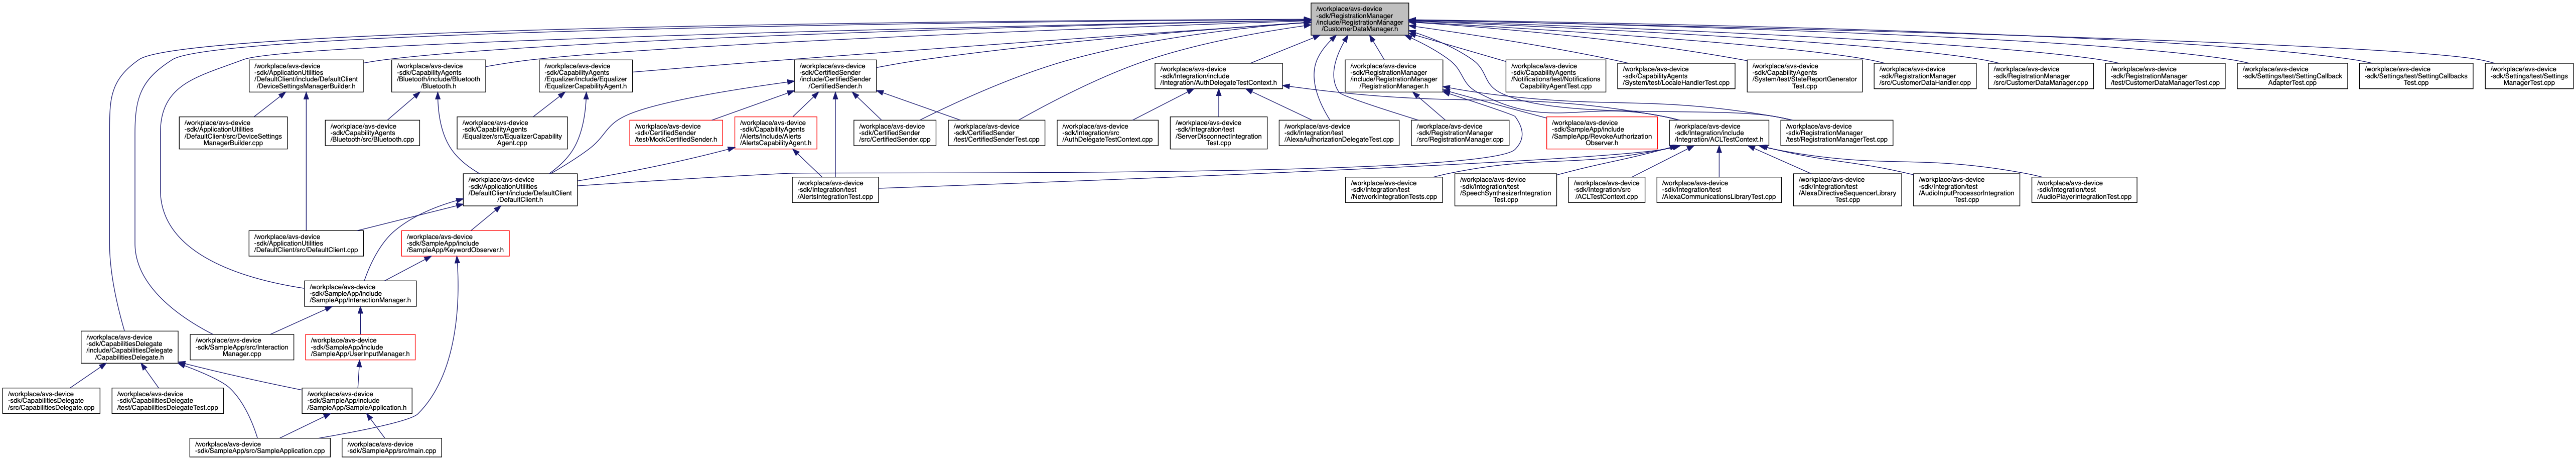 /workplace/avs-device
-sdk/RegistrationManager
/include/RegistrationManager
/CustomerDataManager.h
/workplace/avs-device
-sdk/ApplicationUtilities
/DefaultClient/include/DefaultClient
/DeviceSettingsManagerBuilder.h
/workplace/avs-device
-sdk/CapabilityAgents
/Bluetooth/include/Bluetooth
/Bluetooth.h
/workplace/avs-device
-sdk/CapabilityAgents
/Equalizer/include/Equalizer
/EqualizerCapabilityAgent.h
/workplace/avs-device
-sdk/CertifiedSender
/include/CertifiedSender
/CertifiedSender.h
/workplace/avs-device
-sdk/Integration/include
/Integration/AuthDelegateTestContext.h
/workplace/avs-device
-sdk/RegistrationManager
/include/RegistrationManager
/RegistrationManager.h
/workplace/avs-device
-sdk/CapabilityAgents
/Notifications/test/Notifications
CapabilityAgentTest.cpp
/workplace/avs-device
-sdk/CapabilityAgents
/System/test/LocaleHandlerTest.cpp
/workplace/avs-device
-sdk/CapabilityAgents
/System/test/StateReportGenerator
Test.cpp
/workplace/avs-device
-sdk/RegistrationManager
/src/CustomerDataHandler.cpp
/workplace/avs-device
-sdk/RegistrationManager
/src/CustomerDataManager.cpp
/workplace/avs-device
-sdk/RegistrationManager
/test/CustomerDataManagerTest.cpp
/workplace/avs-device
-sdk/Settings/test/SettingCallback
AdapterTest.cpp
/workplace/avs-device
-sdk/Settings/test/SettingCallbacks
Test.cpp
/workplace/avs-device
-sdk/Settings/test/Settings
ManagerTest.cpp
/workplace/avs-device
-sdk/ApplicationUtilities
/DefaultClient/src/DeviceSettings
ManagerBuilder.cpp
/workplace/avs-device
-sdk/CapabilityAgents
/Bluetooth/src/Bluetooth.cpp
/workplace/avs-device
-sdk/CapabilityAgents
/Equalizer/src/EqualizerCapability
Agent.cpp
/workplace/avs-device
-sdk/CertifiedSender
/test/MockCertifiedSender.h
/workplace/avs-device
-sdk/CapabilityAgents
/Alerts/include/Alerts
/AlertsCapabilityAgent.h
/workplace/avs-device
-sdk/CertifiedSender
/src/CertifiedSender.cpp
/workplace/avs-device
-sdk/CertifiedSender
/test/CertifiedSenderTest.cpp
/workplace/avs-device
-sdk/Integration/src
/AuthDelegateTestContext.cpp
/workplace/avs-device
-sdk/Integration/test
/ServerDisconnectIntegration
Test.cpp
/workplace/avs-device
-sdk/Integration/test
/AlexaAuthorizationDelegateTest.cpp
/workplace/avs-device
-sdk/RegistrationManager
/src/RegistrationManager.cpp
/workplace/avs-device
-sdk/SampleApp/include
/SampleApp/RevokeAuthorization
Observer.h
/workplace/avs-device
-sdk/Integration/include
/Integration/ACLTestContext.h
/workplace/avs-device
-sdk/RegistrationManager
/test/RegistrationManagerTest.cpp
/workplace/avs-device
-sdk/ApplicationUtilities
/DefaultClient/include/DefaultClient
/DefaultClient.h
/workplace/avs-device
-sdk/Integration/test
/AlertsIntegrationTest.cpp
/workplace/avs-device
-sdk/Integration/test
/NetworkIntegrationTests.cpp
/workplace/avs-device
-sdk/Integration/test
/SpeechSynthesizerIntegration
Test.cpp
/workplace/avs-device
-sdk/Integration/src
/ACLTestContext.cpp
/workplace/avs-device
-sdk/Integration/test
/AlexaCommunicationsLibraryTest.cpp
/workplace/avs-device
-sdk/Integration/test
/AlexaDirectiveSequencerLibrary
Test.cpp
/workplace/avs-device
-sdk/Integration/test
/AudioInputProcessorIntegration
Test.cpp
/workplace/avs-device
-sdk/Integration/test
/AudioPlayerIntegrationTest.cpp
/workplace/avs-device
-sdk/ApplicationUtilities
/DefaultClient/src/DefaultClient.cpp
/workplace/avs-device
-sdk/SampleApp/include
/SampleApp/KeywordObserver.h
/workplace/avs-device
-sdk/SampleApp/include
/SampleApp/InteractionManager.h
/workplace/avs-device
-sdk/CapabilitiesDelegate
/include/CapabilitiesDelegate
/CapabilitiesDelegate.h
/workplace/avs-device
-sdk/SampleApp/src/Interaction
Manager.cpp
/workplace/avs-device
-sdk/SampleApp/include
/SampleApp/UserInputManager.h
/workplace/avs-device
-sdk/CapabilitiesDelegate
/src/CapabilitiesDelegate.cpp
/workplace/avs-device
-sdk/CapabilitiesDelegate
/test/CapabilitiesDelegateTest.cpp
/workplace/avs-device
-sdk/SampleApp/include
/SampleApp/SampleApplication.h
/workplace/avs-device
-sdk/SampleApp/src/SampleApplication.cpp
/workplace/avs-device
-sdk/SampleApp/src/main.cpp